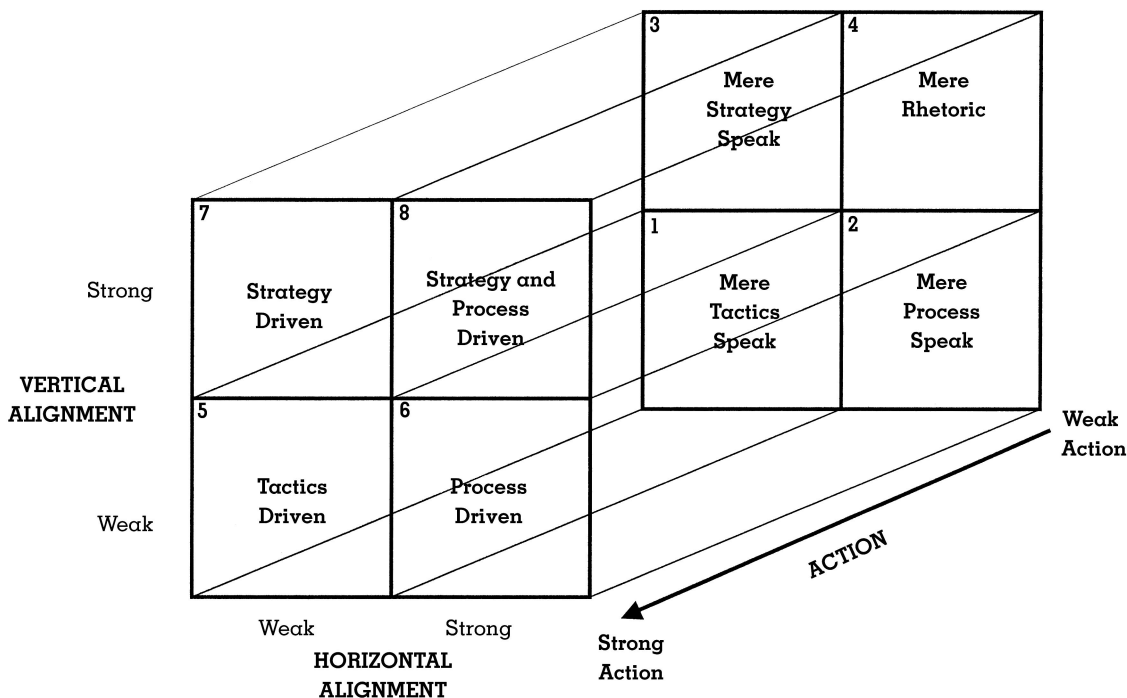 3
Mere
Strategy
Speak
4
Mere
Rhetoric
1
Mere
Tactics
Speak
2
Mere
Process
Speak
7
Strategy
Driven
8
Strategy and
Process
Driven
5
Tactics
Driven
6
Process
Driven
Strong
VERTICAL
ALIGNMENT
Weak
Weak
Strong
HORIZONTAL
ALIGNMENT
Strong
Action
ACTION
Weak
Action